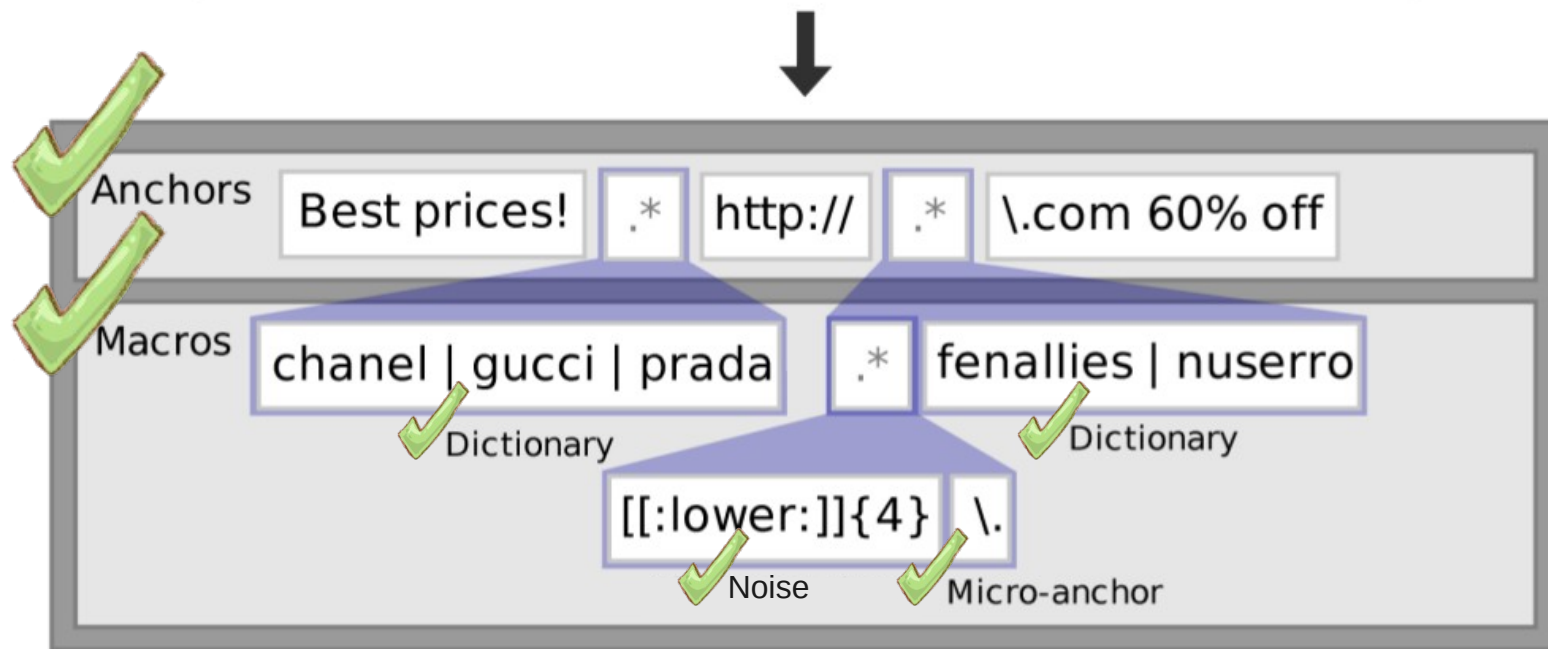 Anchors Best prices! .* http:// .* \.com 60% off
Macros chanel | gucci | prada .* fenallies | nuserro
Dictionary Dictionary
[[:lower:]]{4} \.
Noise Micro-anchor